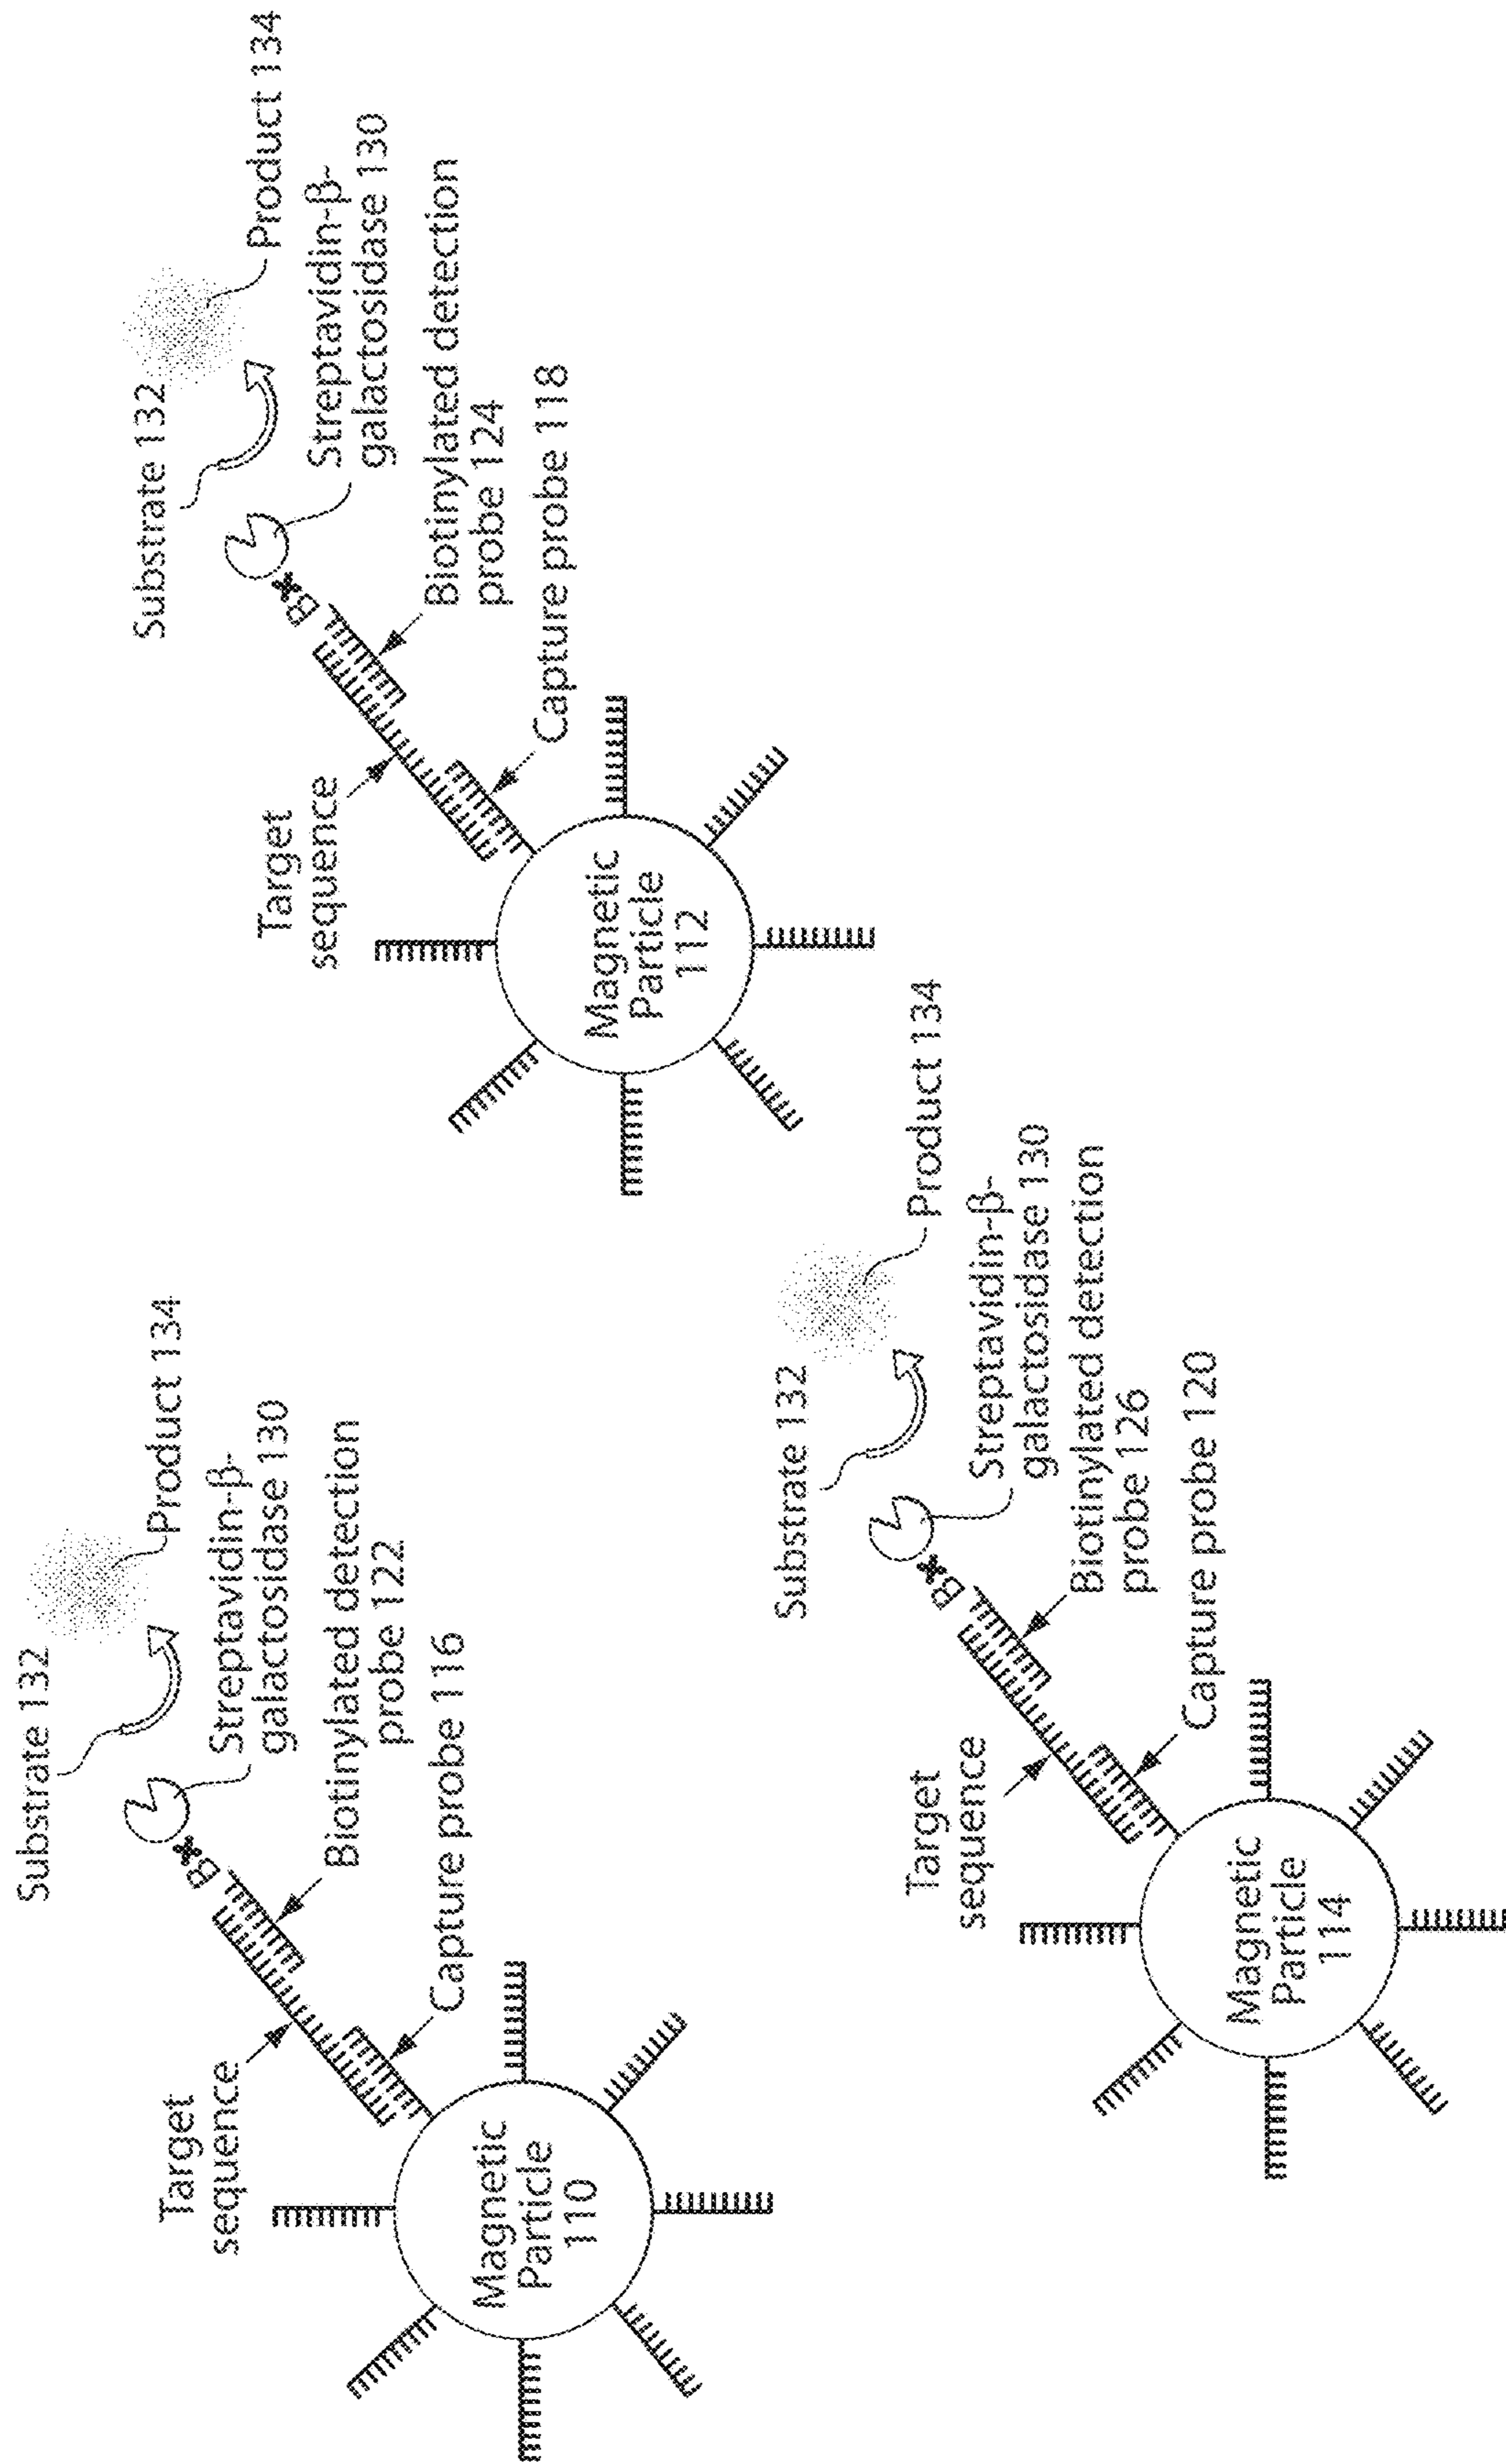 Substrate 132
Product 134
Streptavidin-β-
galactosidase 130
Biotinylated detection
probe 122
Capture probe 116
Target
sequence
Bx
Magnetic
Particle
110
Substrate 132
Product 134
Streptavidin-β-
galactosidase 130
Biotinylated detection
probe 124
Capture probe 118
Target
sequence
Bx
Magnetic
Particle
112
Substrate 132
Product 134
Streptavidin-β-
galactosidase 130
Biotinylated detection
probe 126
Capture probe 120
Target
sequence
Bx
Magnetic
Particle
114